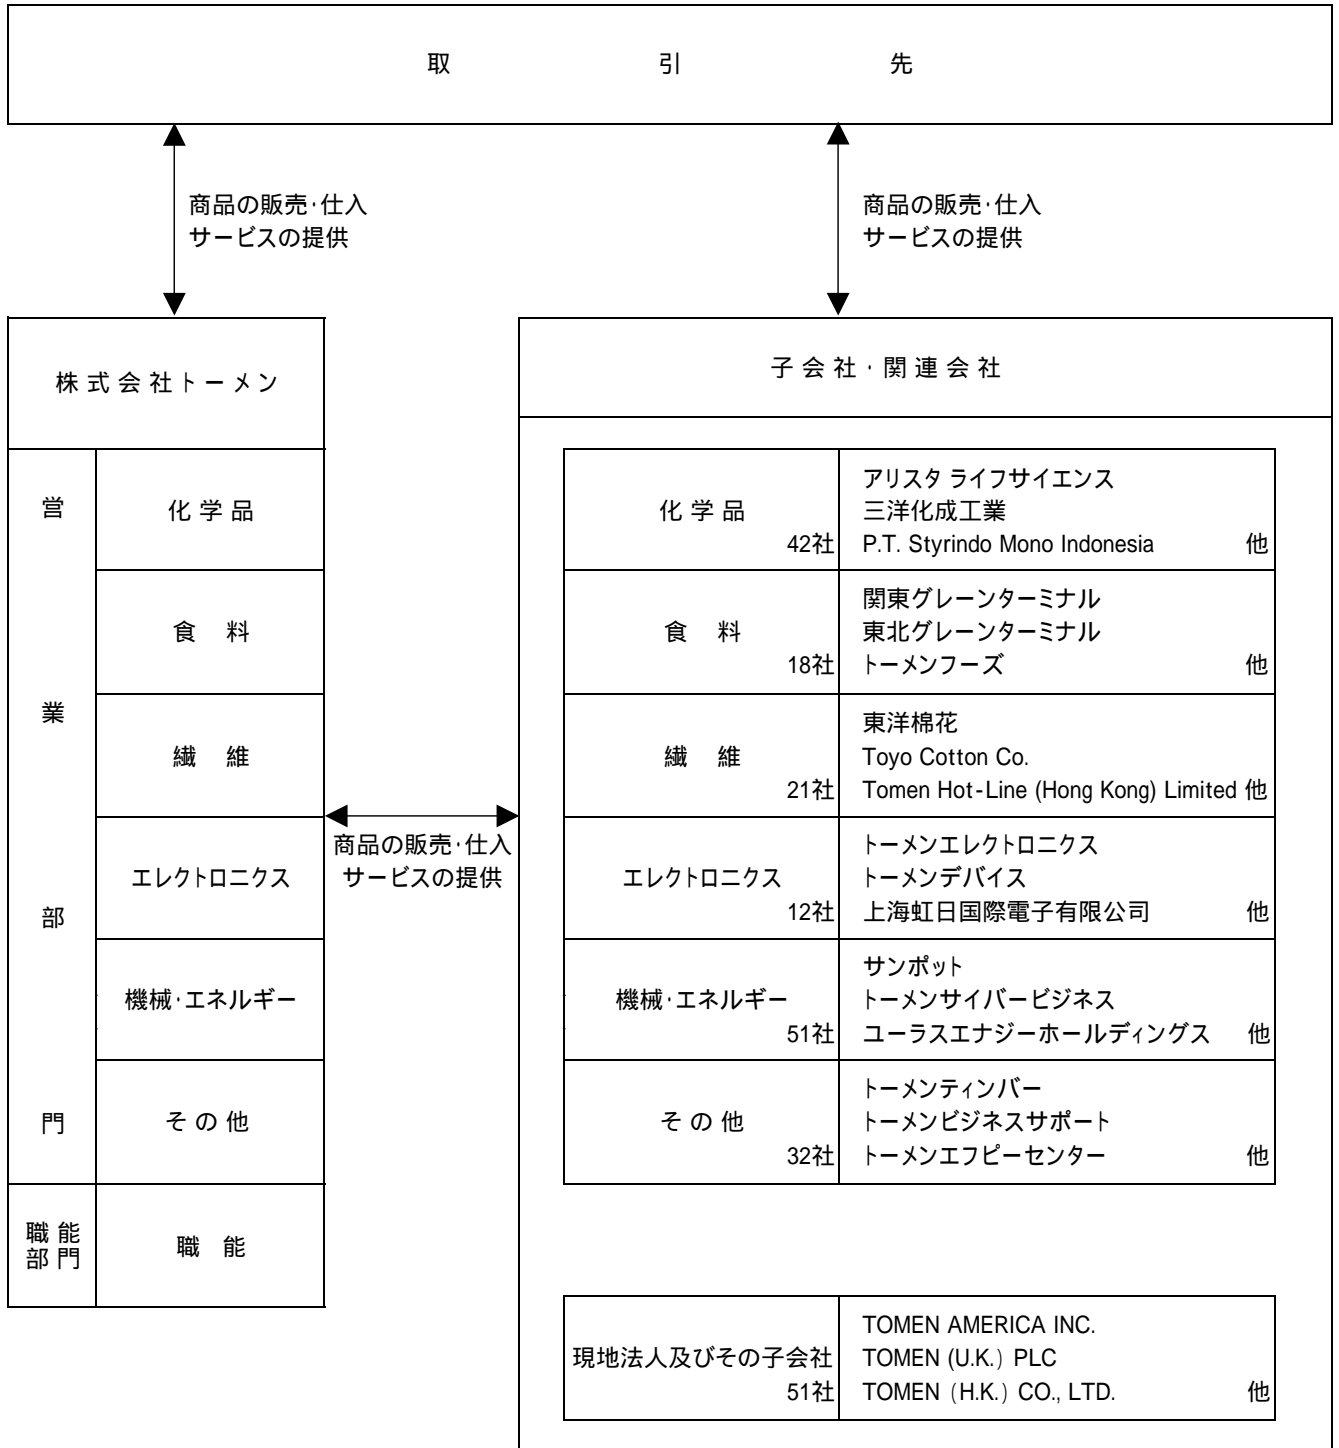 取引先
商品の販売・仕入
サービスの提供
商品の販売・仕入
サービスの提供
株式会社トーメン
営業部門
化学品
食料
繊維
エレクトロニクス
機械・エネルギー
その他
職能
部門
職能
商品の販売・仕入
サービスの提供
子会社・関連会社
化学品
42社
アリスタ ライフサイエンス
三洋化成工業
P.T. Styrindo Mono Indonesia 他
食料
18社
関東グレーンターミナル
東北グレーンターミナル
トーメンフーズ 他
繊維
21社
東洋棉花
Toyo Cotton Co.
Tomen Hot-Line (Hong Kong) Limited 他
エレクトロニクス
12社
トーメンエレクトロニクス
トーメンデバイス
上海虹日国際電子有限公司 他
機械・エネルギー
51社
サンポット
トーメンサイバービジネス
ユーラスエナジーホールディングス 他
その他
32社
トーメンティンバー
トーメンビジネスサポート
トーメンエフピーセンター 他
現地法人及びその子会社
51社
TOMEN AMERICA INC.
TOMEN (U.K.) PLC
TOMEN (H.K.) CO., LTD. 他